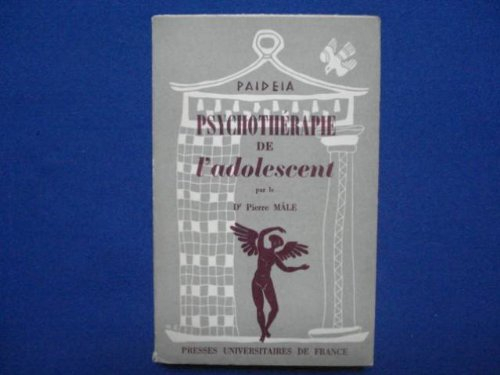 PAIDEIA
PSYCHOTHÉRAPIE
DE
l'adolescent
par le
Dr Pierre MÂLE
PRESSES UNIVERSITAIRES DE FRANCE